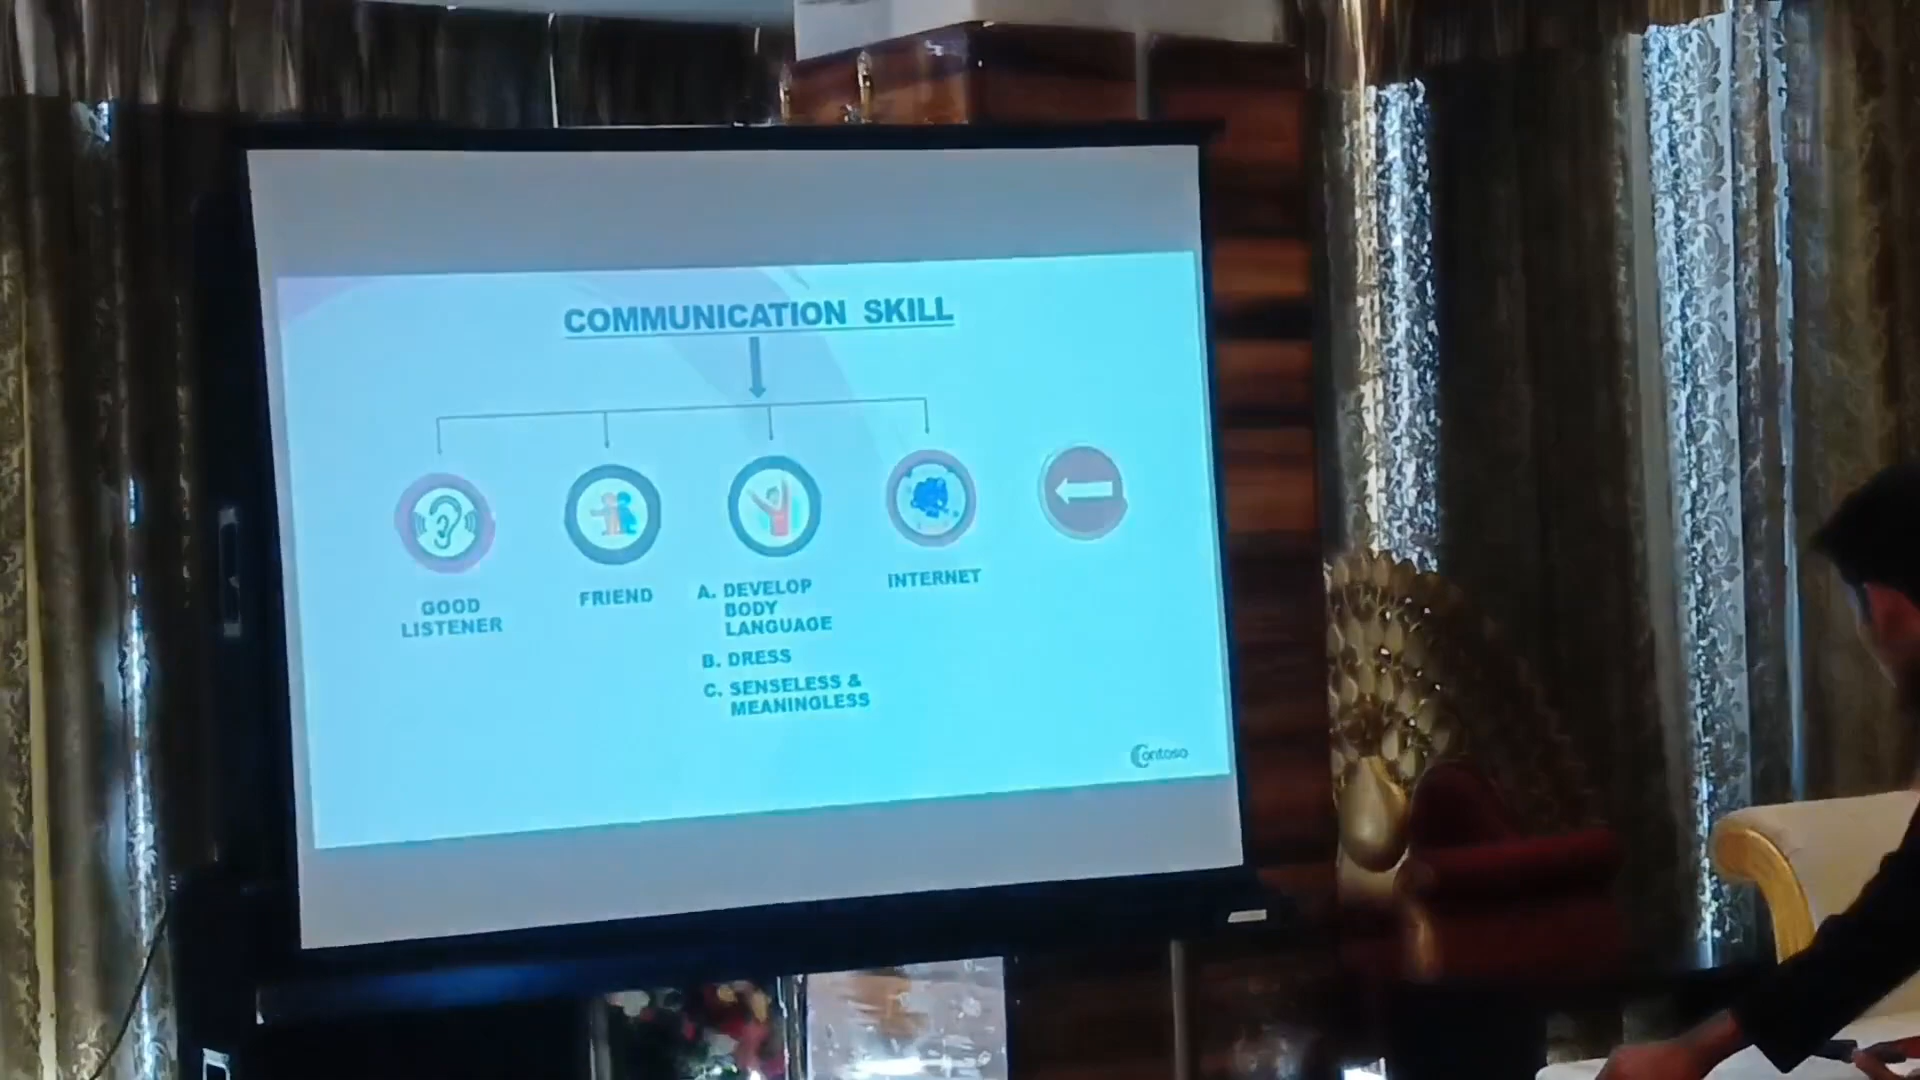 COMMUNICATION SKILL
GOOD
LISTENER
FRIEND
A. DEVELOP
BODY
LANGUAGE
B. DRESS
C. SENSELESS &
MEANINGLESS
INTERNET
Contoso